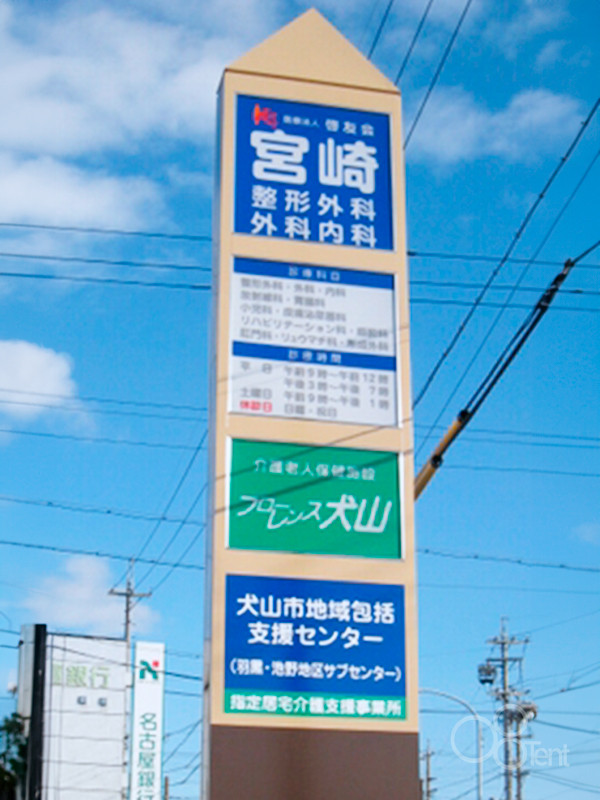 医療法人 啓友会
宮崎
整形外科
外科内科
診療科目
整形外科・外科・内科
放射線科・胃腸科
小児科・皮膚泌尿器科
リハビリテーション科・麻酔科
肛門科・リュウマチ科・形成外科
診療時間
平 日 午前9時〜午前12時
午後3時〜午後 7時
土曜日 午前9時〜午後 1時
休診日 日曜・祝日
介護老人保健施設
フローレンス犬山
犬山市地域包括
支援センター
(羽黒・池野地区サブセンター)
指定居宅介護支援事業所
銀行
名古屋銀行
Tent